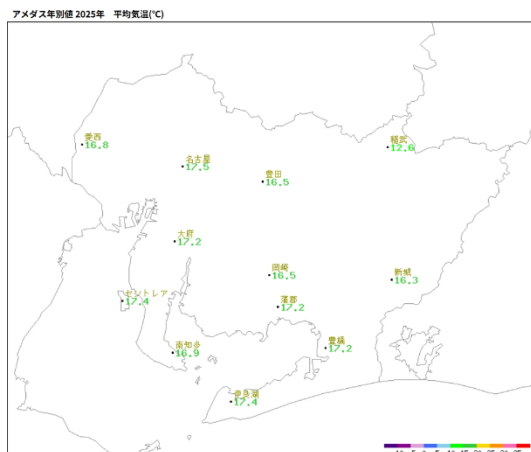 アメダス年別値 2025年　平均気温(℃)
愛西
16.8
稲武
12.6
名古屋
17.5
豊田
16.5
大府
17.2
岡崎
16.5
新城
16.3
セントレア
17.4
蒲郡
17.2
南知多
16.9
豊橋
17.2
伊良湖
17.4